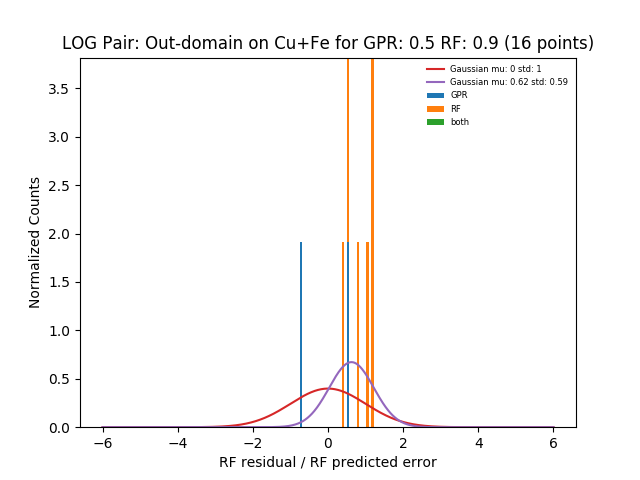 LOG Pair: Out-domain on Cu+Fe for GPR: 0.5 RF: 0.9 (16 points)
Gaussian mu: 0 std: 1
Gaussian mu: 0.62 std: 0.59
GPR
RF
both
3.5
3.0
2.5
2.0
1.5
1.0
0.5
0.0
Normalized Counts
−6
−4
−2
0
2
4
6
RF residual / RF predicted error